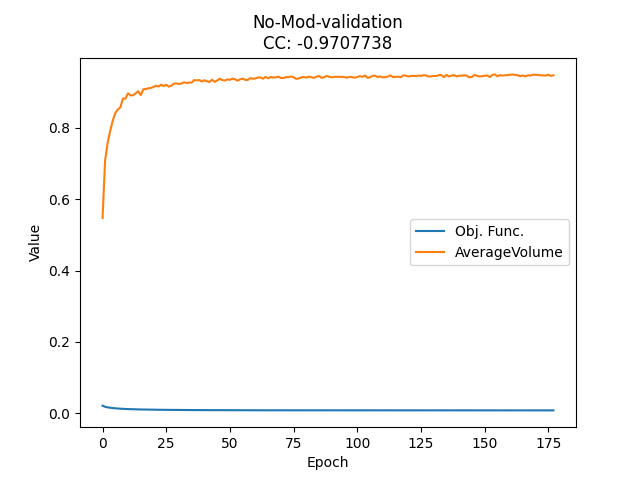 No-Mod-validation
CC: -0.9707738
Value
0.8
0.6
0.4
0.2
0.0
Obj. Func.
AverageVolume
0 25 50 75 100 125 150 175
Epoch